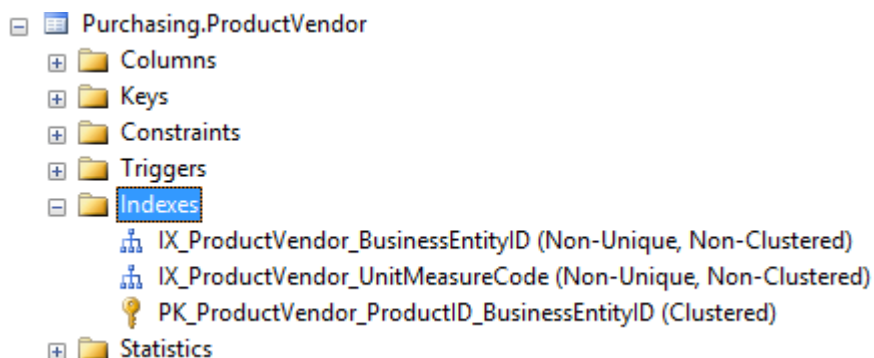 Purchasing.ProductVendor
Columns
Keys
Constraints
Triggers
Indexes
IX_ProductVendor_BusinessEntityID (Non-Unique, Non-Clustered)
IX_ProductVendor_UnitMeasureCode (Non-Unique, Non-Clustered)
PK_ProductVendor_ProductID_BusinessEntityID (Clustered)
Statistics